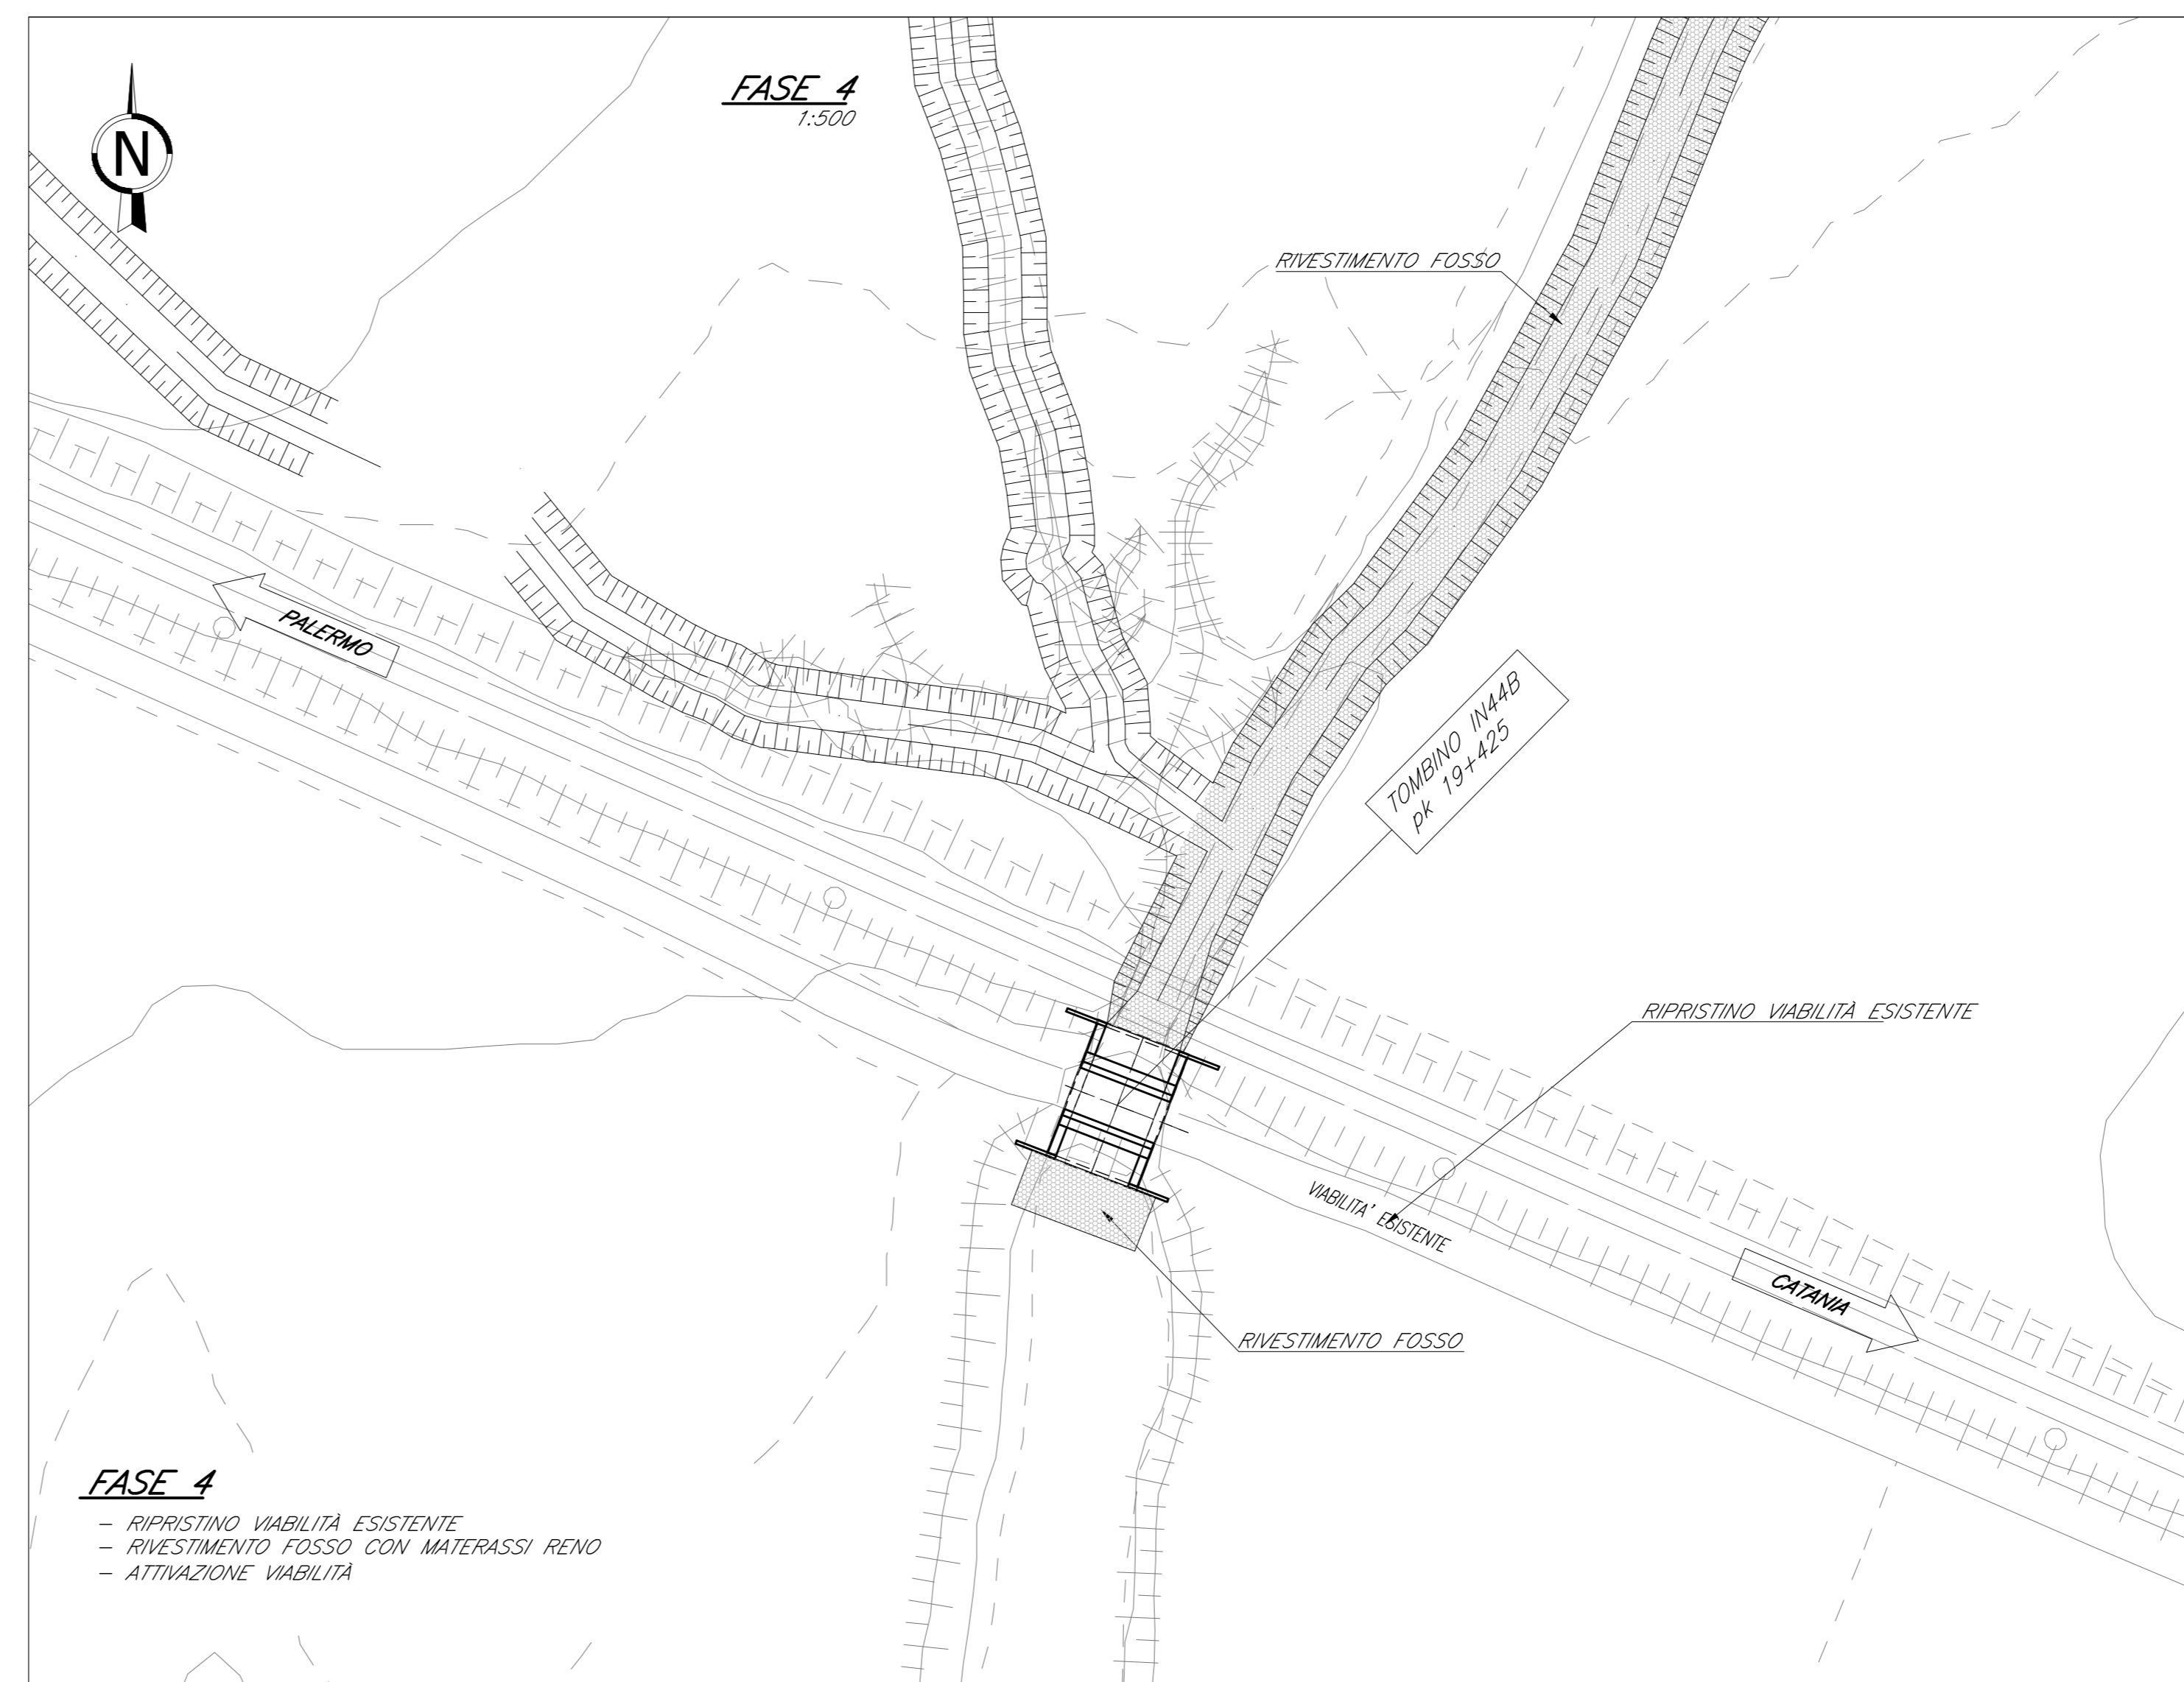 FASE 4
1:500
N
RIVESTIMENTO FOSSO
PALERMO
TOMBINO IN44B
pk 19+425
RIPRISTINO VIABILITÀ ESISTENTE
VIABILITA' ESISTENTE
CATANIA
RIVESTIMENTO FOSSO
FASE 4
– RIPRISTINO VIABILITÀ ESISTENTE
– RIVESTIMENTO FOSSO CON MATERASSI RENO
– ATTIVAZIONE VIABILITÀ